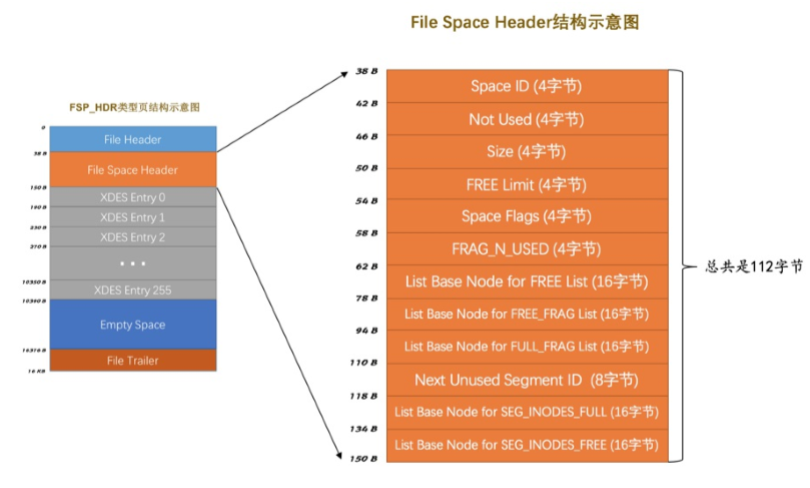 File Space Header结构示意图
FSP_HDR类型页结构示意图
0
File Header
38 B
File Space Header
150 B
XDES Entry 0
190 B
XDES Entry 1
230 B
XDES Entry 2
270 B
• • •
10350 B
XDES Entry 255
10390 B
Empty Space
16376 B
File Trailer
16 KB
38 B
Space ID (4字节)
42 B
Not Used (4字节)
46 B
Size (4字节)
50 B
FREE Limit (4字节)
54 B
Space Flags (4字节)
58 B
FRAG_N_USED (4字节)
62 B
List Base Node for FREE List (16字节)
78 B
List Base Node for FREE_FRAG List (16字节)
94 B
List Base Node for FULL_FRAG List (16字节)
110 B
Next Unused Segment ID (8字节)
118 B
List Base Node for SEG_INODES_FULL (16字节)
134 B
List Base Node for SEG_INODES_FREE (16字节)
150 B
总共是112字节